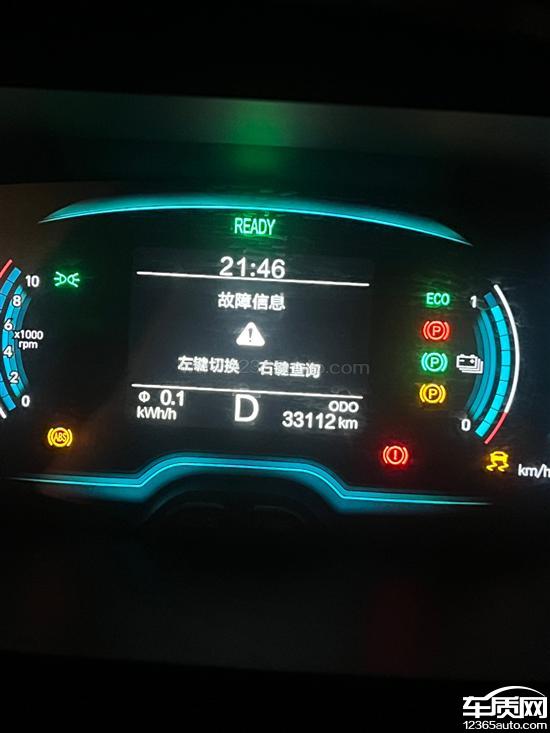 READY
21:46
故障信息
左键切换 右键查询
12365auto.com
Φ 0.1
kWh/h
D
ODO
33112 km
10
8
6
4
2
0
x1000
rpm
ECO
(P)
(P)
(P)
1
0
ABS
km/h
车质网
12365auto.com